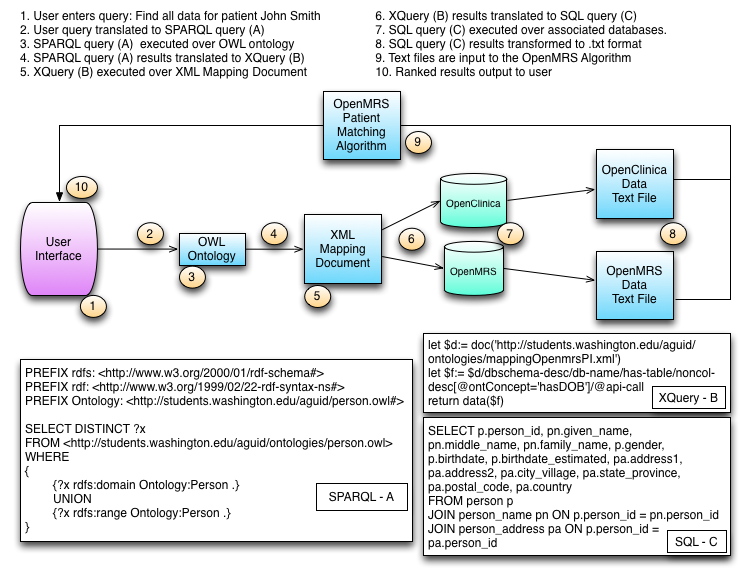 1. User enters query: Find all data for patient John Smith
2. User query translated to SPARQL query (A)
3. SPARQL query (A)  executed over OWL ontology
4. SPARQL query (A) results translated to XQuery (B)
5. XQuery (B) executed over XML Mapping Document
6. XQuery (B) results translated to SQL query (C)
7. SQL query (C) executed over associated databases.
8. SQL query (C) results transformed to .txt format
9. Text files are input to the OpenMRS Algorithm
10. Ranked results output to user
OpenMRS
Patient
Matching
Algorithm
9
10
User
Interface
1
2
OWL
Ontology
3
4
XML
Mapping
Document
5
6
OpenClinica
7
OpenMRS
OpenClinica
Data
Text File
8
OpenMRS
Data
Text File
PREFIX rdfs: <http://www.w3.org/2000/01/rdf-schema#>
PREFIX rdf: <http://www.w3.org/1999/02/22-rdf-syntax-ns#>
PREFIX Ontology: <http://students.washington.edu/aguid/person.owl#>
SELECT DISTINCT ?x
FROM <http://students.washington.edu/aguid/ontologies/person.owl>
WHERE
{
{?x rdfs:domain Ontology:Person .}
UNION
{?x rdfs:range Ontology:Person .}
}
SPARQL - A
let $d:= doc('http://students.washington.edu/aguid/
ontologies/mappingOpenmrsPI.xml')
let $f:= $d/dbschema-desc/db-name/has-table/noncol-
desc[@ontConcept='hasDOB']/@api-call
return data($f)
XQuery - B
SELECT p.person_id, pn.given_name,
pn.middle_name, pn.family_name, p.gender,
p.birthdate, p.birthdate_estimated, pa.address1,
pa.address2, pa.city_village, pa.state_province,
pa.postal_code, pa.country
FROM person p
JOIN person_name pn ON p.person_id = pn.person_id
JOIN person_address pa ON p.person_id =
pa.person_id
SQL - C